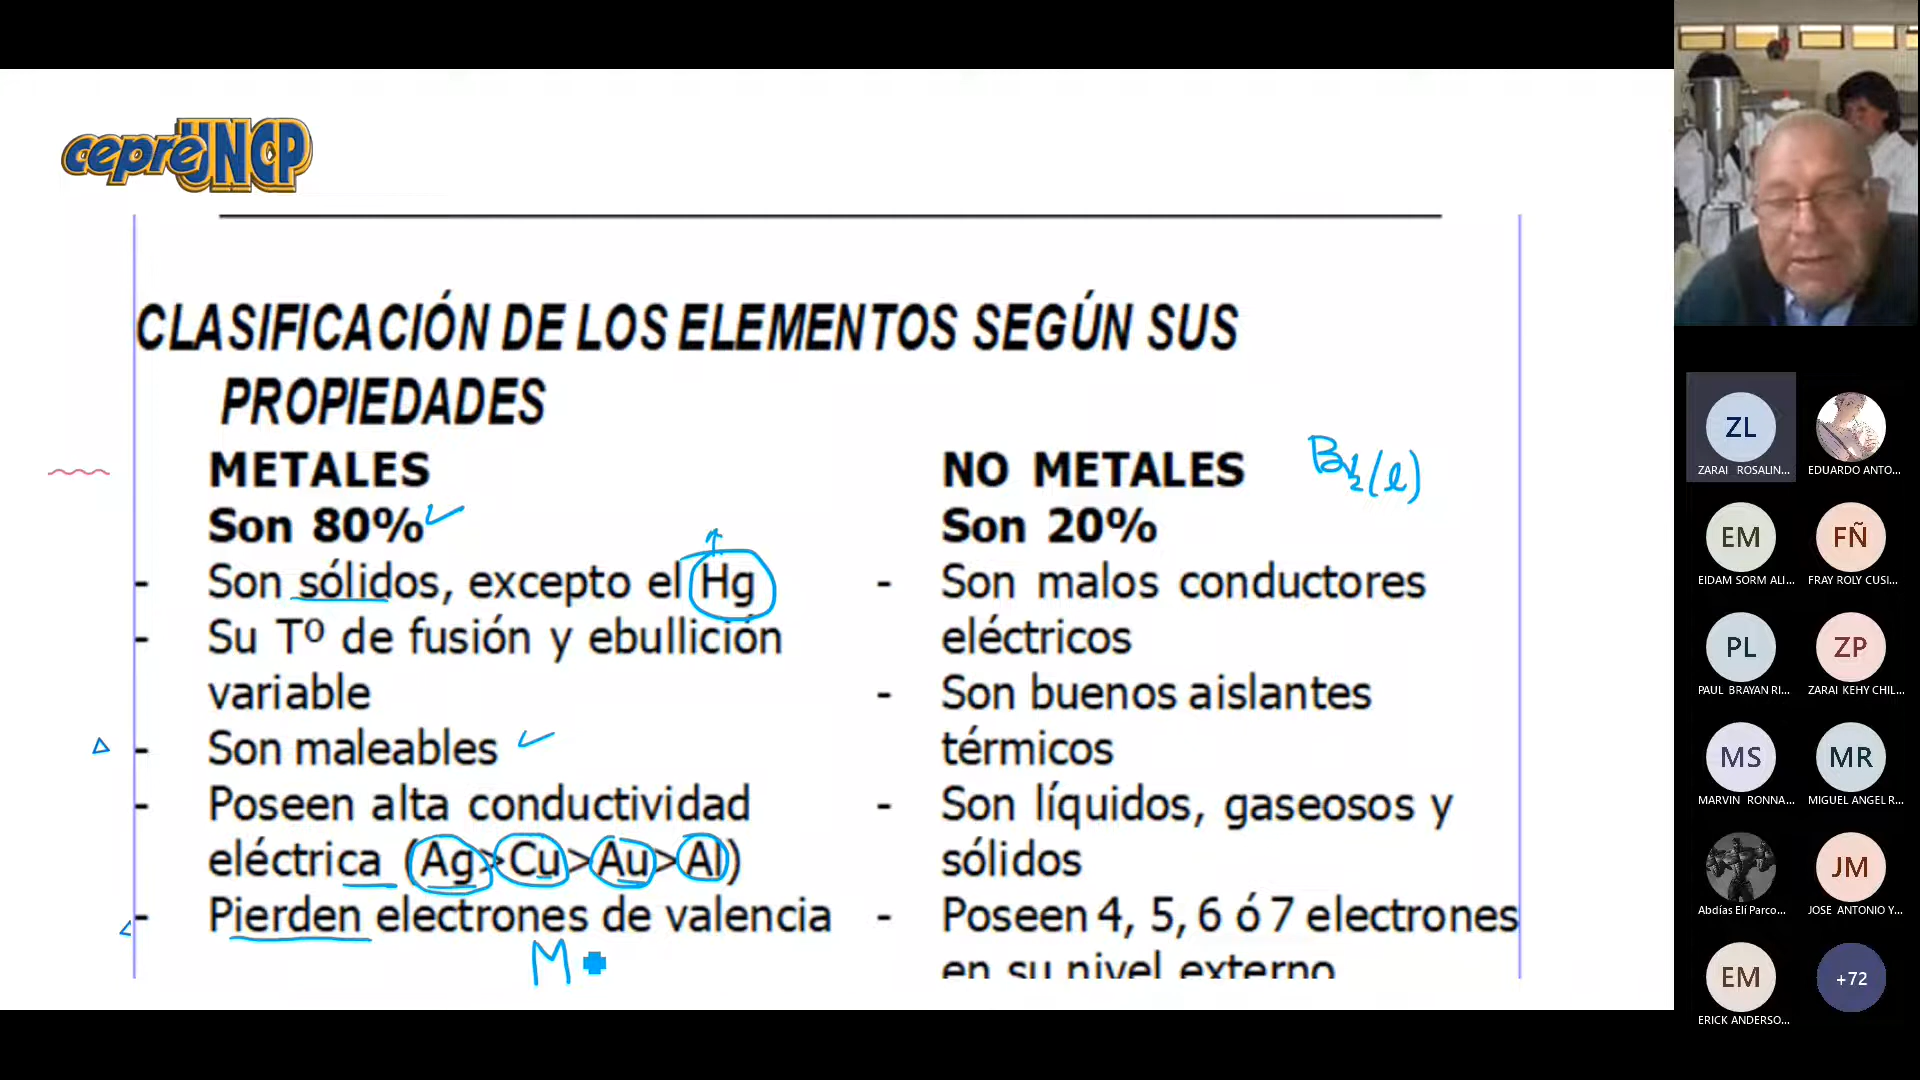 cepreUNCP
CLASIFICACIÓN DE LOS ELEMENTOS SEGÚN SUS
PROPIEDADES
METALES
Son 80%
- Son sólidos, excepto el Hg
- Su Tº de fusión y ebullición
variable
- Son maleables
- Poseen alta conductividad
eléctrica (Ag>Cu>Au>Al)
- Pierden electrones de valencia
M
NO METALES
Br2(l)
Son 20%
- Son malos conductores
eléctricos
- Son buenos aislantes
térmicos
- Son líquidos, gaseosos y
sólidos
- Poseen 4, 5, 6 ó 7 electrones
en su nivel externo
ZL
ZARAI ROSALIN...
EDUARDO ANTO...
EM
EIDAM SORM ALI...
FÑ
FRAY ROLY CUSI...
PL
PAUL BRAYAN RI...
ZP
ZARAI KEHY CHIL...
MS
MARVIN RONNA...
MR
MIGUEL ANGEL R...
Abdías Elí Parco...
JM
JOSE ANTONIO Y...
EM
ERICK ANDERSO...
+72